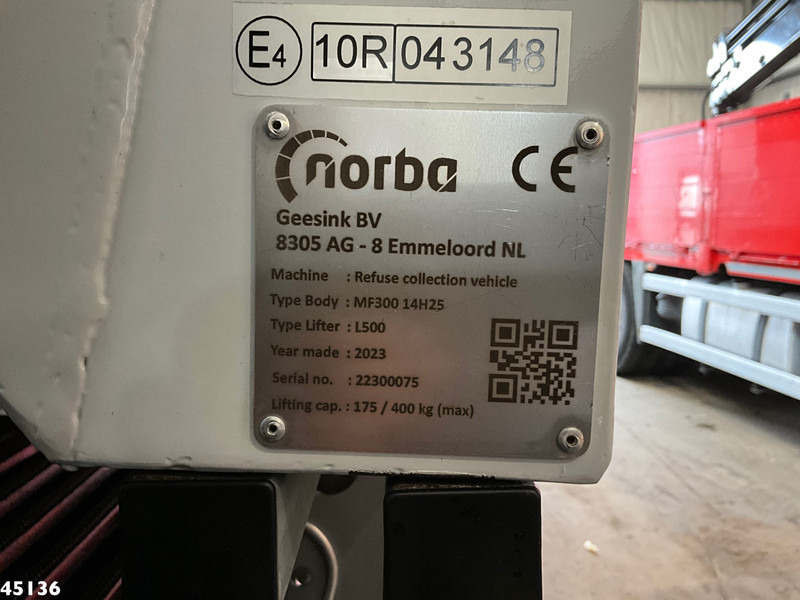 E4 10R 043148
norba CE
Geesink BV
8305 AG - 8 Emmeloord NL
Machine : Refuse collection vehicle
Type Body : MF300 14H25
Type Lifter : L500
Year made : 2023
Serial no. : 22300075
Lifting cap. : 175 / 400 kg (max)
45136